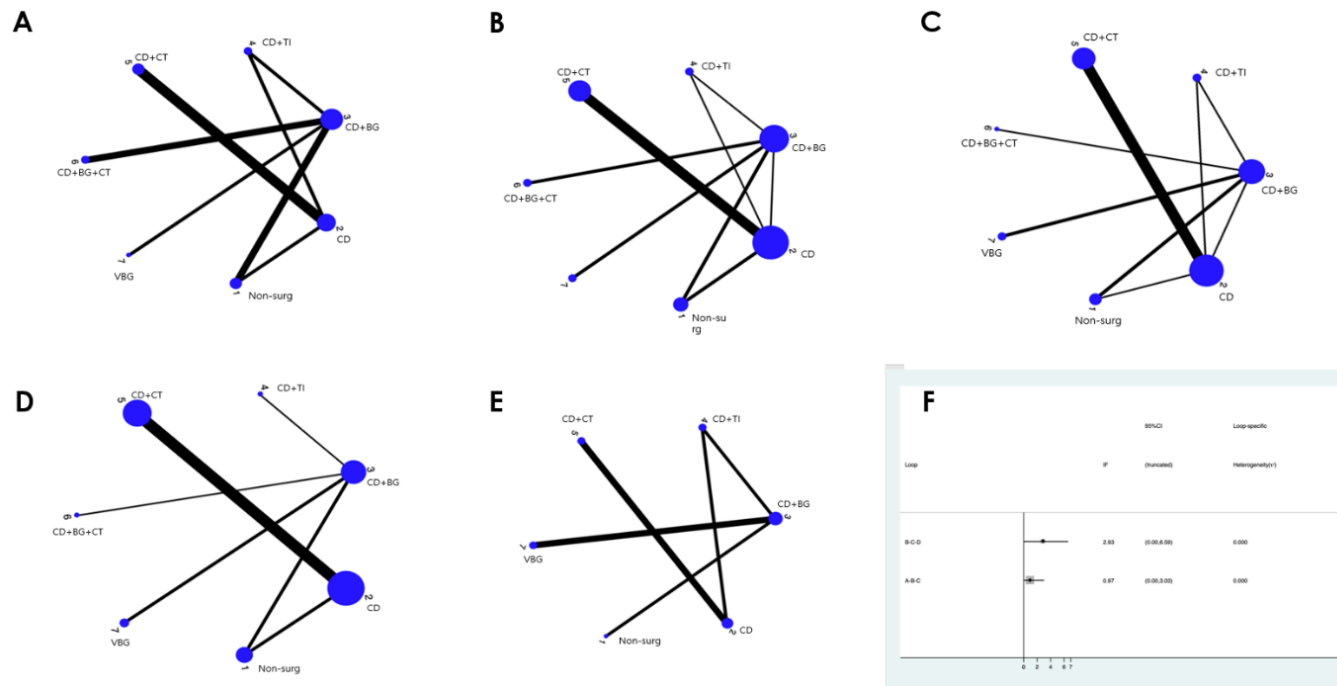 A
4
CD+TI
CD+CT
5
3
CD+BG
6
CD+BG+CT
2
CD
7
VBG
1
Non-surg
B
4
CD+TI
CD+CT
5
3
CD+BG
6
CD+BG+CT
2
CD
7
1
Non-su
rg
C
CD+CT
5
CD+TI
4
6
CD+BG+CT
3
CD+BG
7
VBG
2
CD
1
Non-surg
D
4
CD+TI
CD+CT
5
3
CD+BG
6
CD+BG+CT
2
CD
7
VBG
1
Non-surg
E
CD+CT
5
CD+TI
4
CD+BG
3
7
VBG
2
CD
1
Non-surg
F
95%CI Loop-specific
Loop IF (truncated) Heterogeneity(τ²)
B-C-D 2.93 (0.00,6.59) 0.000
A-B-C 0.97 (0.00,3.03) 0.000
0 2 4 6 7